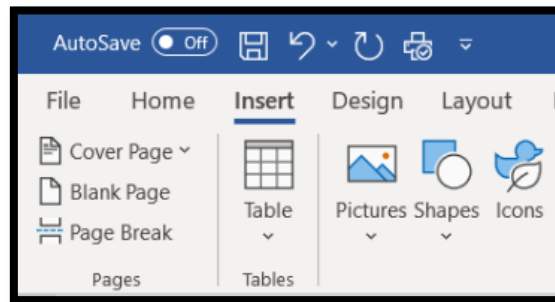 AutoSave Off
File Home Insert Design Layout
Cover Page
Blank Page
Page Break
Table
Pictures Shapes Icons
Pages Tables